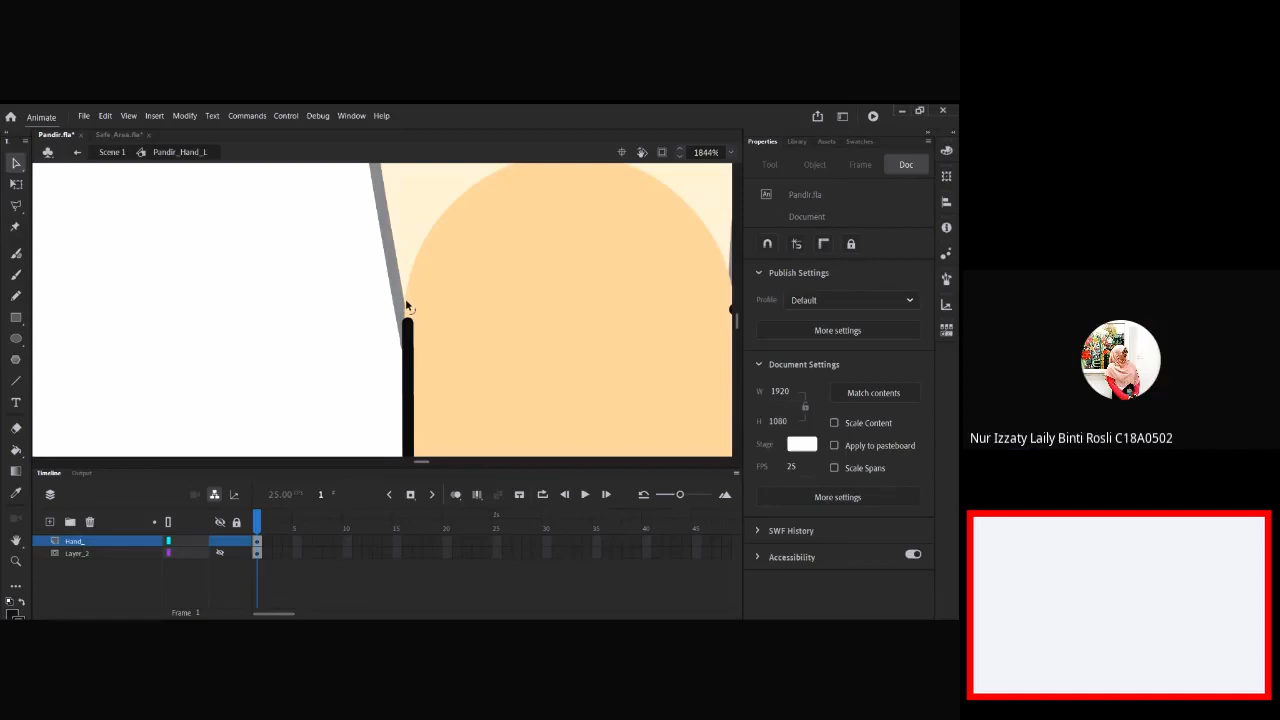 Animate File Edit View Insert Modify Text Commands Control Debug Window Help
Pandir.fla* Safe_Area.fla*
Scene 1 Pandir_Hand_L 1844%
Properties Library Assets Swatches
Tool Object Frame Doc
An Pandir.fla
Document
Publish Settings
Profile Default
More settings
Document Settings
W 1920 Match contents
H 1080 Scale Content
Stage Apply to pasteboard
FPS 25 Scale Spans
More settings
SWF History
Accessibility
Timeline Output
25.00 FPS 1 F
1s
5 10 15 20 25 30 35 40 45
Hand_
Layer_2
Frame 1
Nur Izzaty Laily Binti Rosli C18A0502